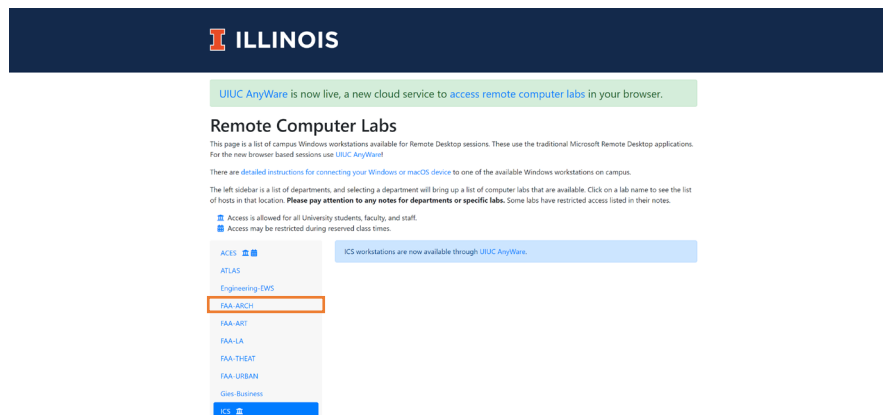 I ILLINOIS
UIUC AnyWare is now live, a new cloud service to access remote computer labs in your browser.
Remote Computer Labs
This page is a list of campus Windows workstations available for Remote Desktop sessions. These use the traditional Microsoft Remote Desktop applications.
For the new browser based sessions use UIUC AnyWare!
There are detailed instructions for connecting your Windows or macOS device to one of the available Windows workstations on campus.
The left sidebar is a list of departments, and selecting a department will bring up a list of computer labs that are available. Click on a lab name to see the list
of hosts in that location. Please pay attention to any notes for departments or specific labs. Some labs have restricted access listed in their notes.
Access is allowed for all University students, faculty, and staff.
Access may be restricted during reserved class times.
ACES
ICS workstations are now available through UIUC AnyWare.
ATLAS
Engineering-EWS
FAA-ARCH
FAA-ART
FAA-LA
FAA-THEAT
FAA-URBAN
Gies-Business
ICS